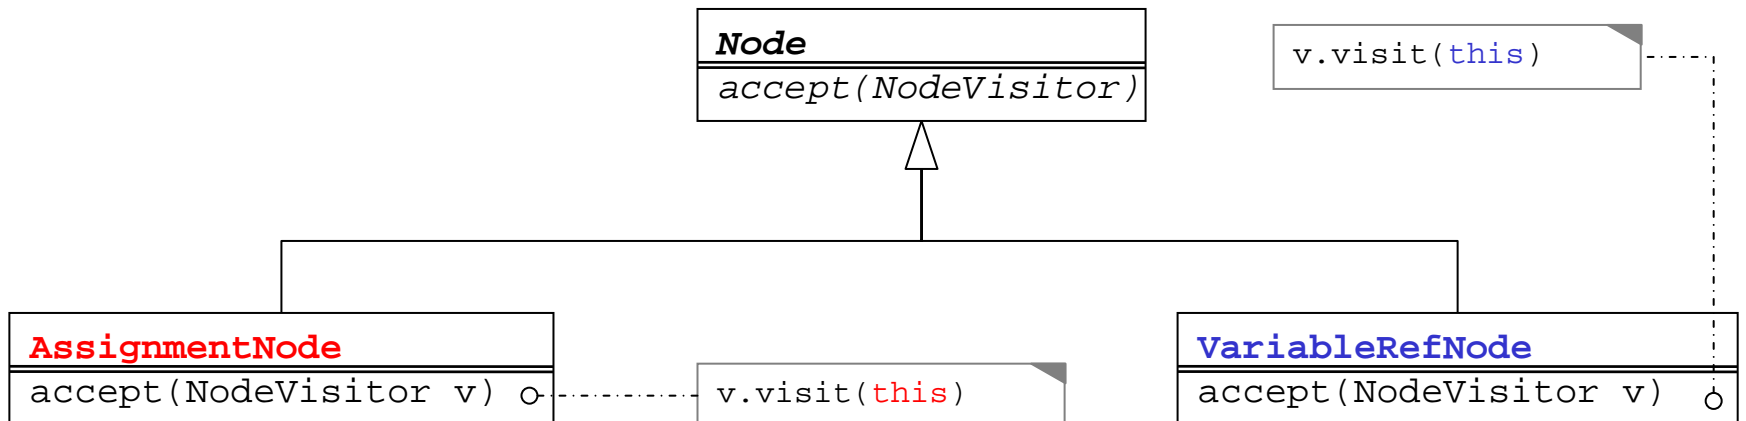 Node
accept(NodeVisitor)
v.visit(this)
AssignmentNode
accept(NodeVisitor v)
v.visit(this)
VariableRefNode
accept(NodeVisitor v)